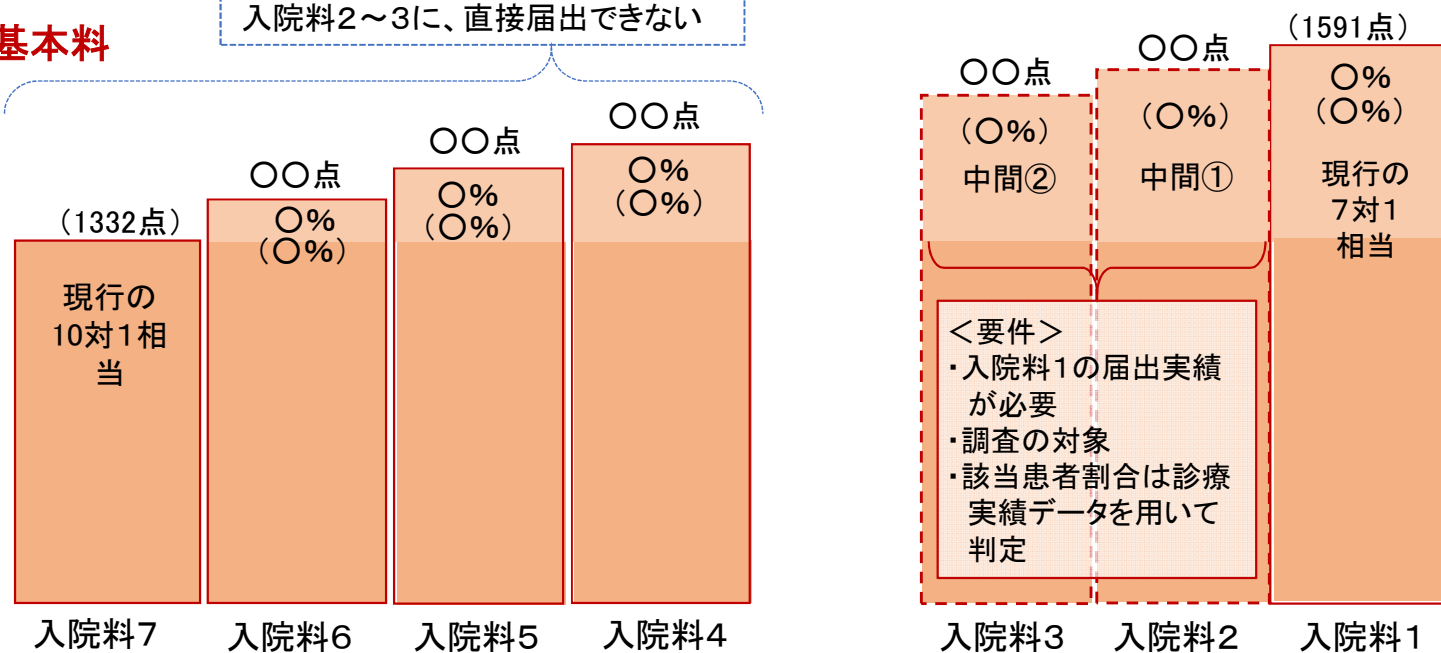 入院料2~3に、直接届出できない
基本料
(1332点)
現行の
10対1相
当
入院料7
〇〇点
〇%
(〇%)
入院料6
〇〇点
〇%
(〇%)
入院料5
〇〇点
〇%
(〇%)
入院料4
〇〇点
(〇%)
中間②
入院料3
〇〇点
(〇%)
中間①
入院料2
(1591点)
〇%
(〇%)
現行の
7対1
相当
入院料1
<要件>
・入院料1の届出実績
が必要
・調査の対象
・該当患者割合は診療
実績データを用いて
判定